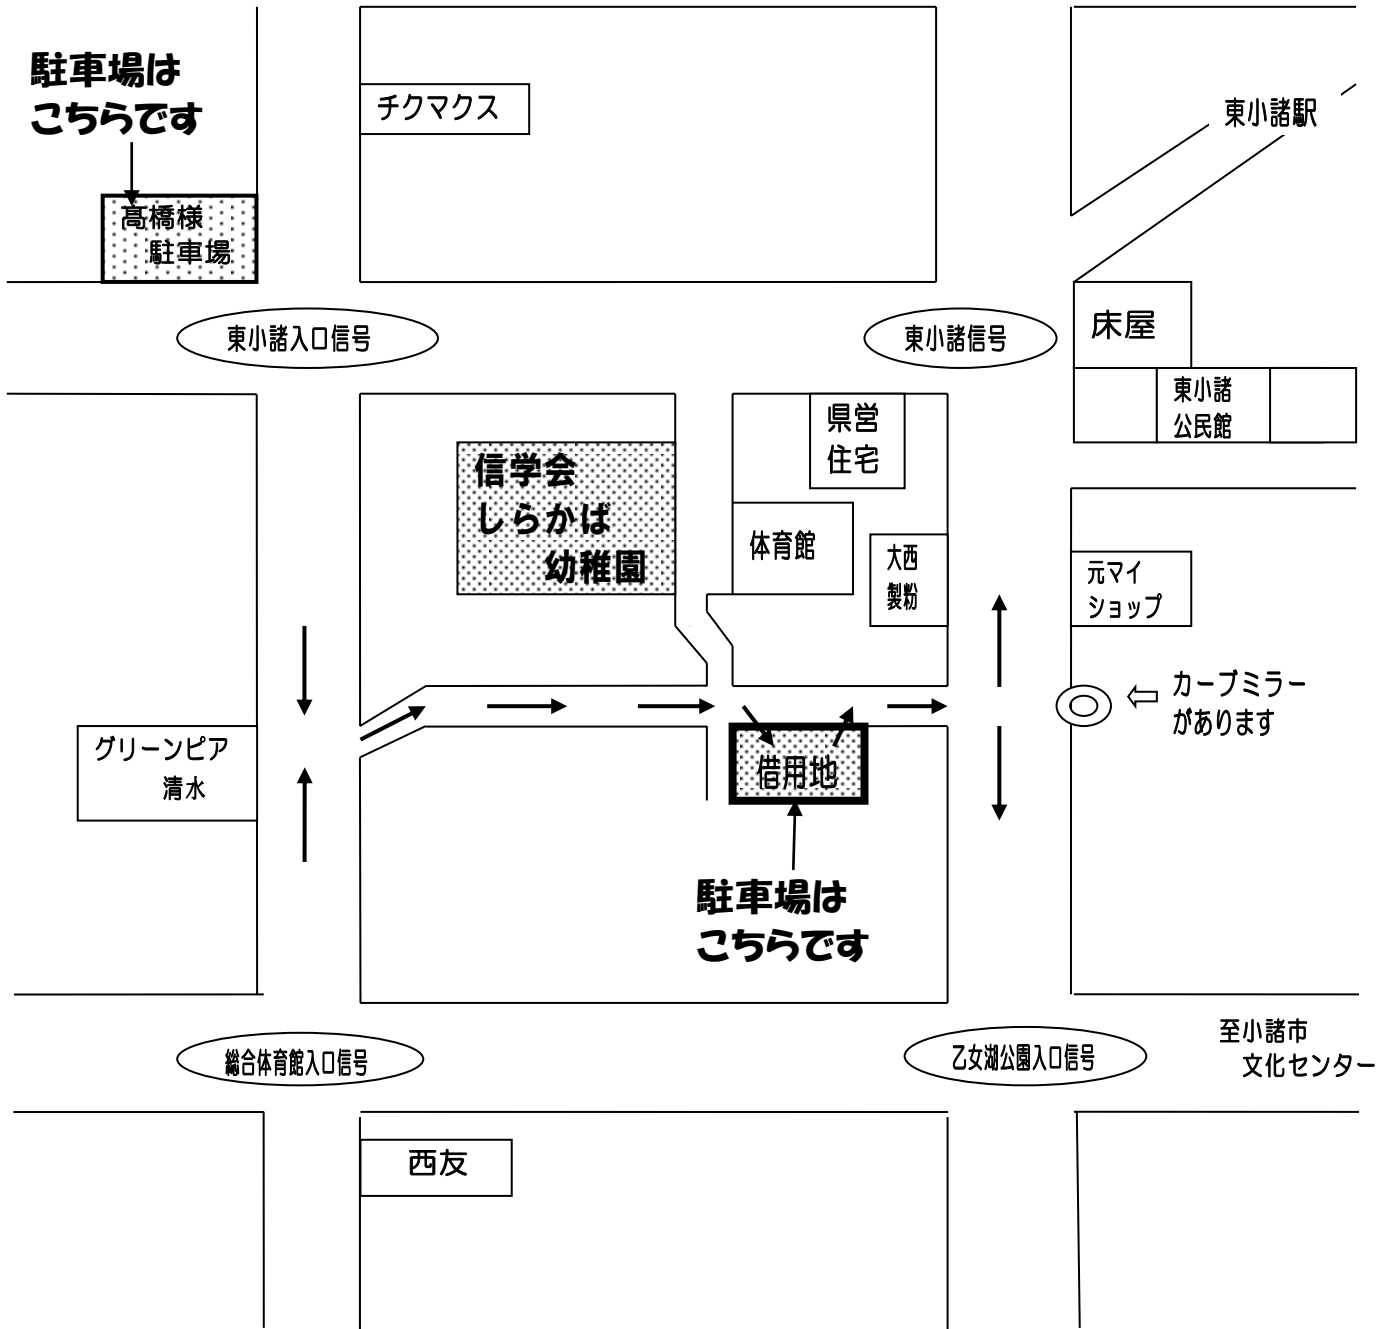 駐車場は
こちらです
チクマクス
東小諸駅
髙橋様
駐車場
東小諸入口信号
東小諸信号
床屋
東小諸
公民館
県営
住宅
信学会
しらかば
幼稚園
体育館
大西
製粉
元マイ
ショップ
カーブミラー
があります
グリーンピア
清水
借用地
駐車場は
こちらです
総合体育館入口信号
乙女湖公園入口信号
至小諸市
文化センター
西友